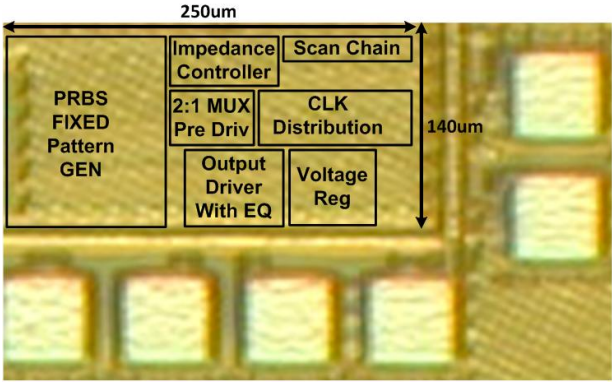 250um
PRBS
FIXED
Pattern
GEN
Impedance
Controller
Scan Chain
2:1 MUX
Pre Driv
CLK
Distribution
140um
Output
Driver
With EQ
Voltage
Reg